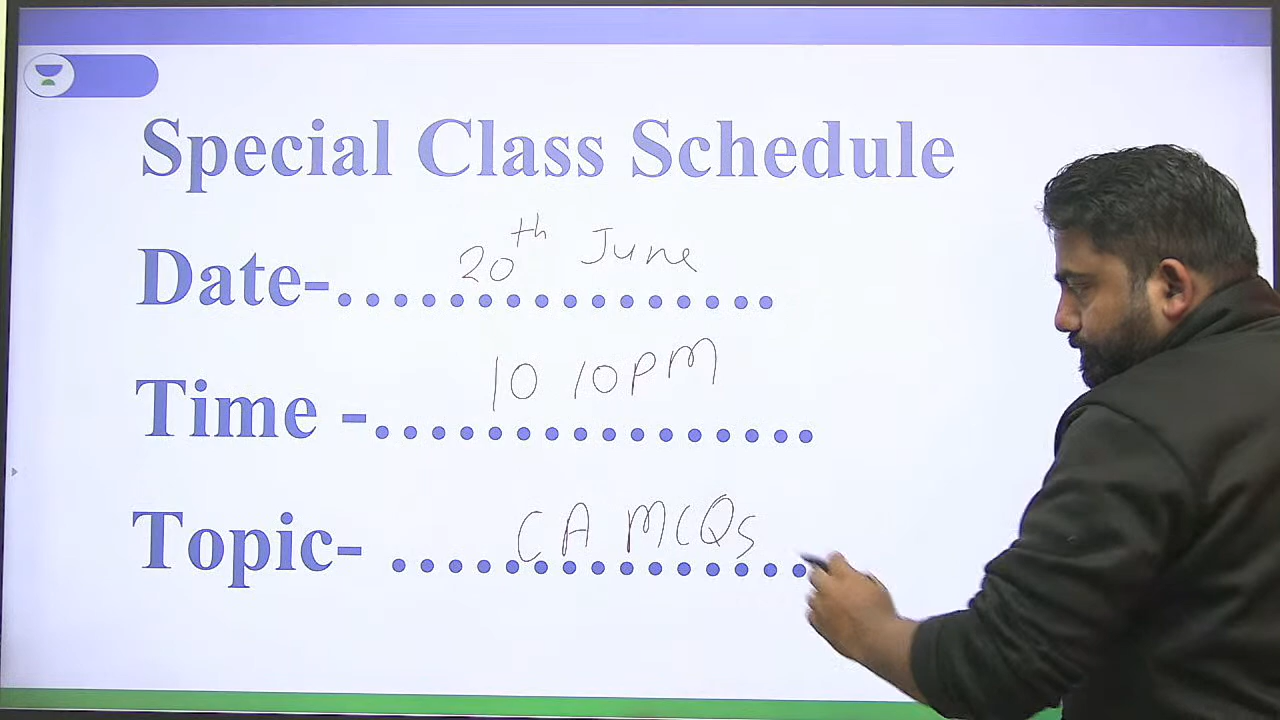 Special Class Schedule
Date-................ 20th June
Time -................ 10 10PM
Topic- ............... CA MCQs